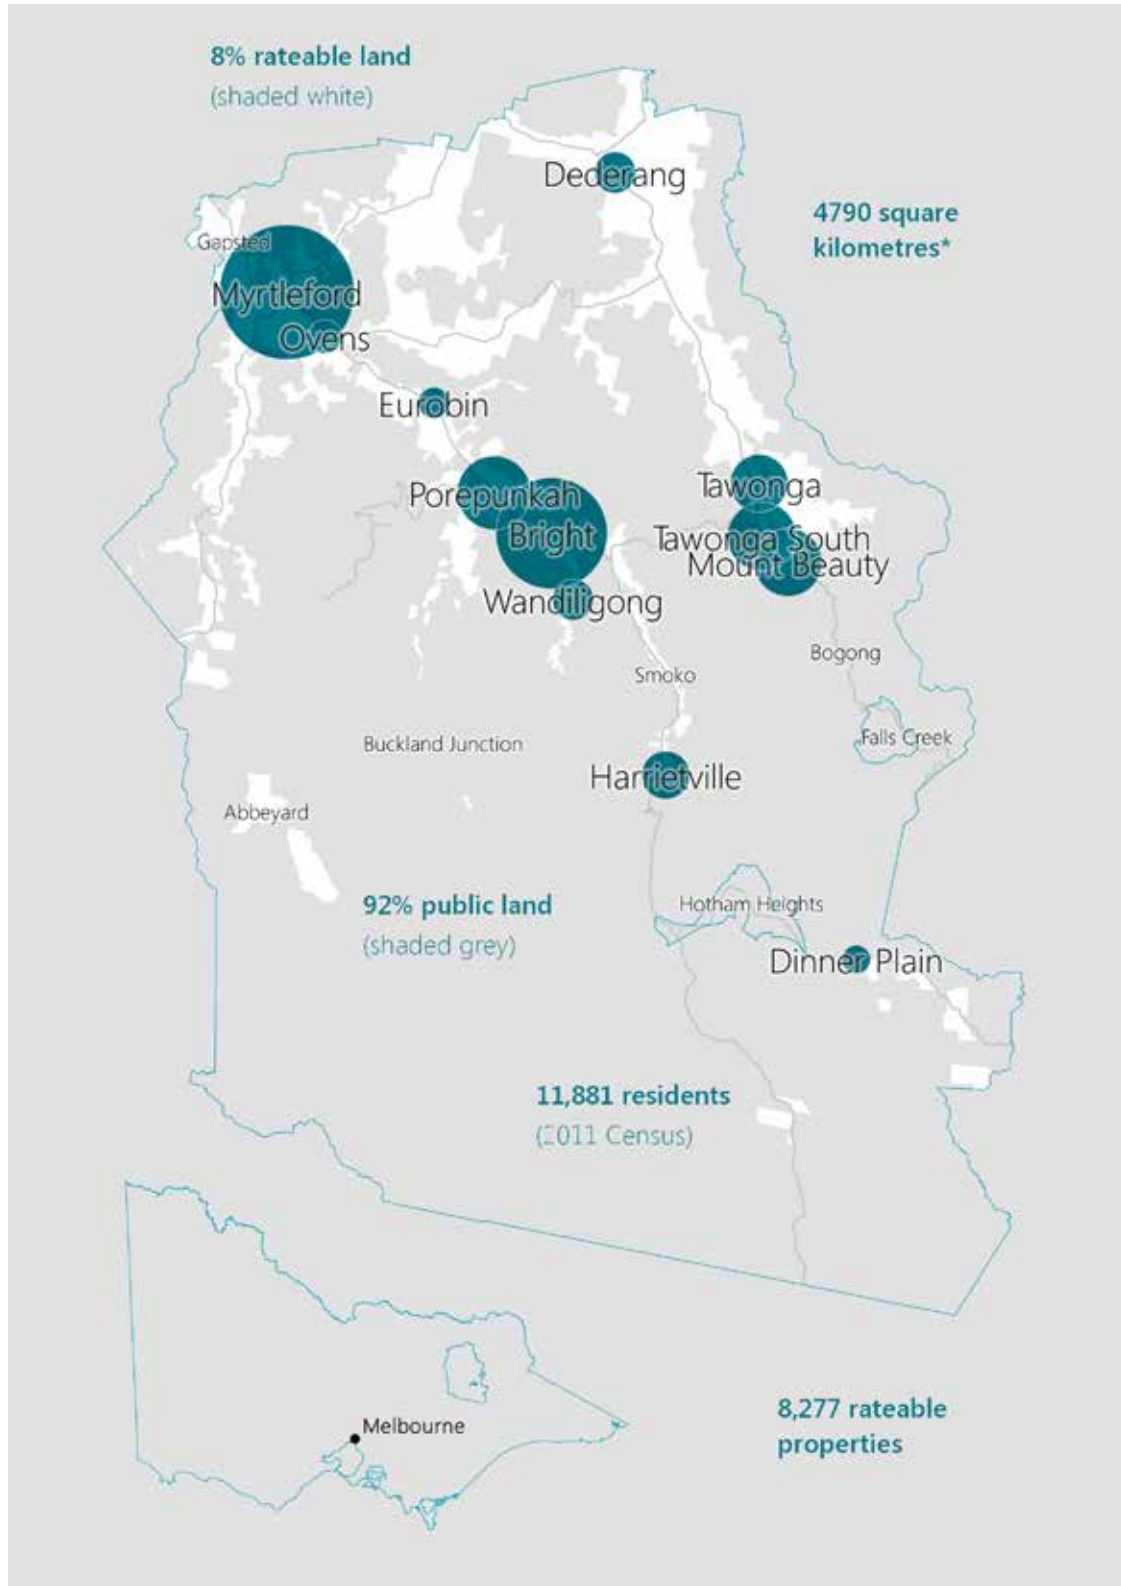 8% rateable land
(shaded white)
Dederang
4790 square
kilometres*
Gapsted
Myrtleford
Ovens
Eurobin
Porepunkah
Bright
Tawonga
Tawonga South
Mount Beauty
Wandiligong
Bogong
Smoko
Falls Creek
Buckland Junction
Harrietville
Abbeyard
92% public land
(shaded grey)
Hotham Heights
Dinner Plain
11,881 residents
(2011 Census)
8,277 rateable
properties
Melbourne